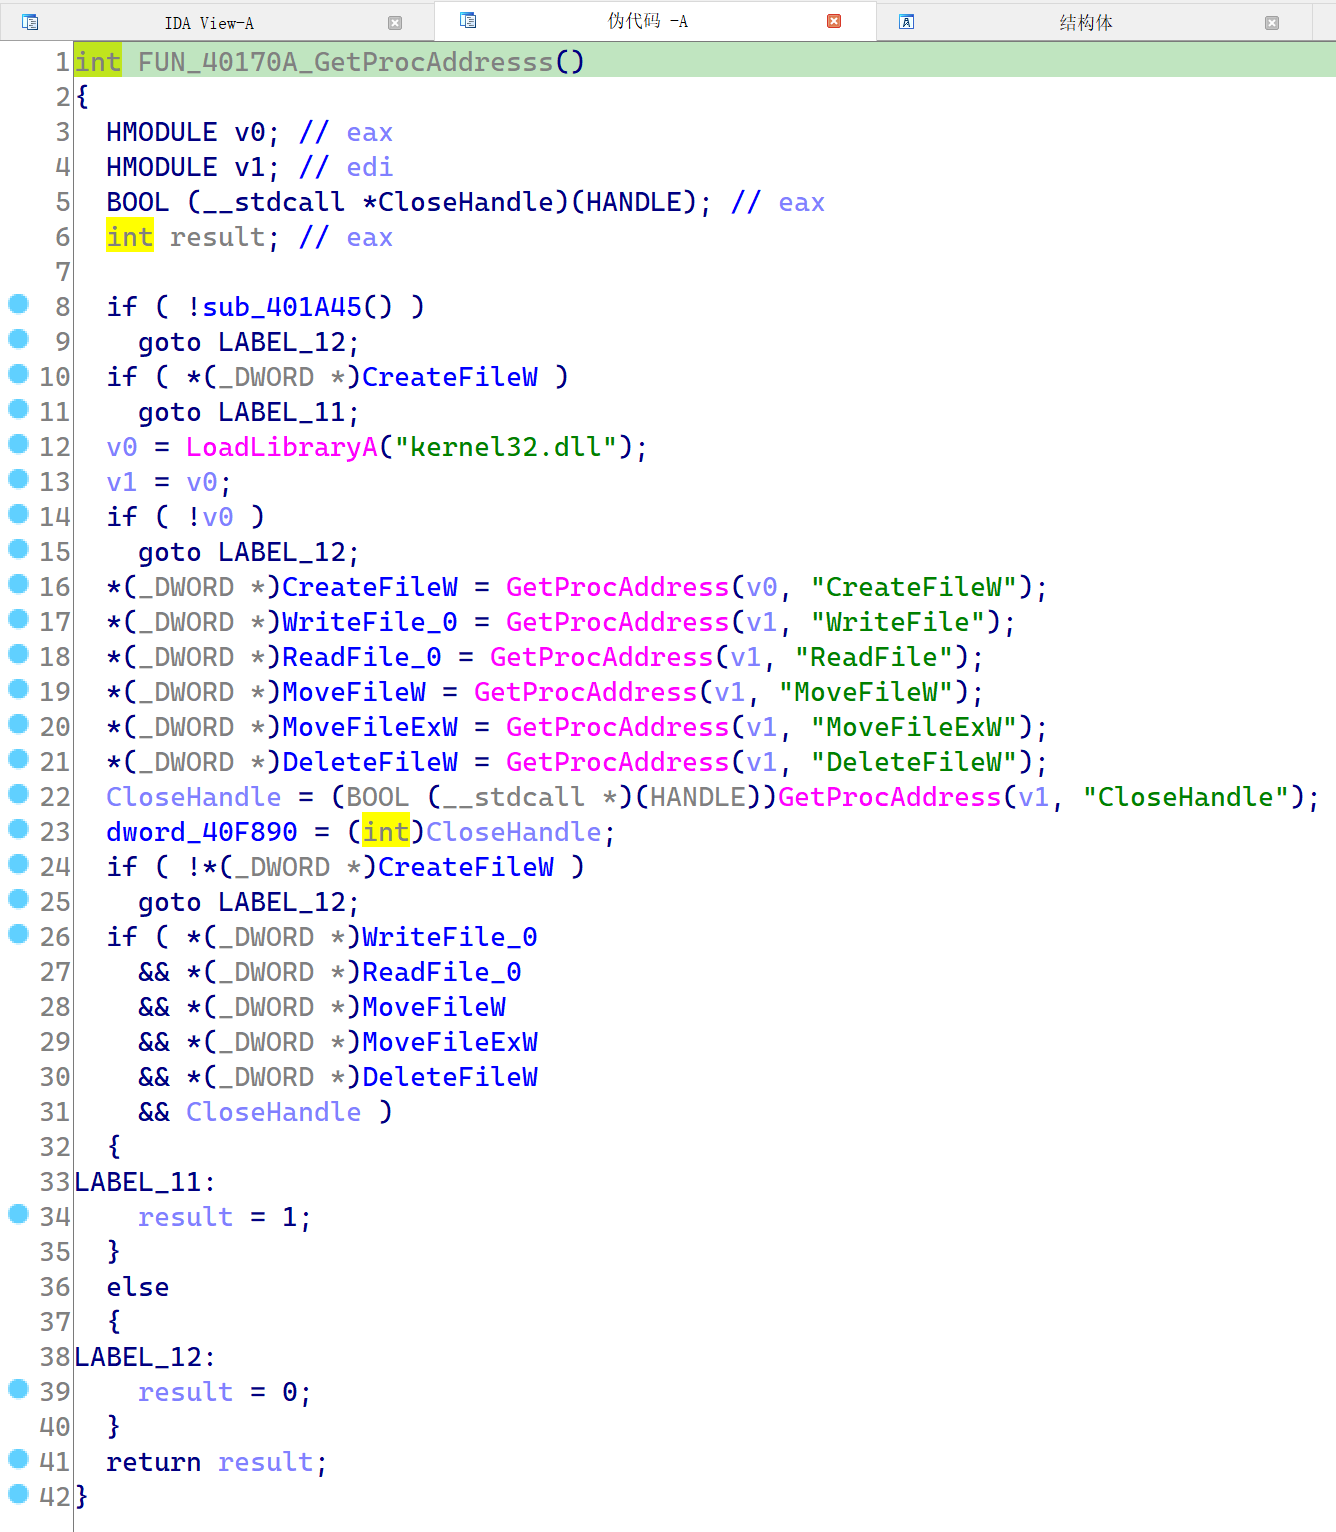 IDA View-A 伪代码 -A 结构体
1 int FUN_40170A_GetProcAddresss()
2 {
3   HMODULE v0; // eax
4   HMODULE v1; // edi
5   BOOL (__stdcall *CloseHandle)(HANDLE); // eax
6   int result; // eax
7
8   if ( !sub_401A45() )
9     goto LABEL_12;
10   if ( *(_DWORD *)CreateFileW )
11     goto LABEL_11;
12   v0 = LoadLibraryA("kernel32.dll");
13   v1 = v0;
14   if ( !v0 )
15     goto LABEL_12;
16   *(_DWORD *)CreateFileW = GetProcAddress(v0, "CreateFileW");
17   *(_DWORD *)WriteFile_0 = GetProcAddress(v1, "WriteFile");
18   *(_DWORD *)ReadFile_0 = GetProcAddress(v1, "ReadFile");
19   *(_DWORD *)MoveFileW = GetProcAddress(v1, "MoveFileW");
20   *(_DWORD *)MoveFileExW = GetProcAddress(v1, "MoveFileExW");
21   *(_DWORD *)DeleteFileW = GetProcAddress(v1, "DeleteFileW");
22   CloseHandle = (BOOL (__stdcall *)(HANDLE))GetProcAddress(v1, "CloseHandle");
23   dword_40F890 = (int)CloseHandle;
24   if ( !*(_DWORD *)CreateFileW )
25     goto LABEL_12;
26   if ( *(_DWORD *)WriteFile_0
27     && *(_DWORD *)ReadFile_0
28     && *(_DWORD *)MoveFileW
29     && *(_DWORD *)MoveFileExW
30     && *(_DWORD *)DeleteFileW
31     && CloseHandle )
32   {
33 LABEL_11:
34     result = 1;
35   }
36   else
37   {
38 LABEL_12:
39     result = 0;
40   }
41   return result;
42 }